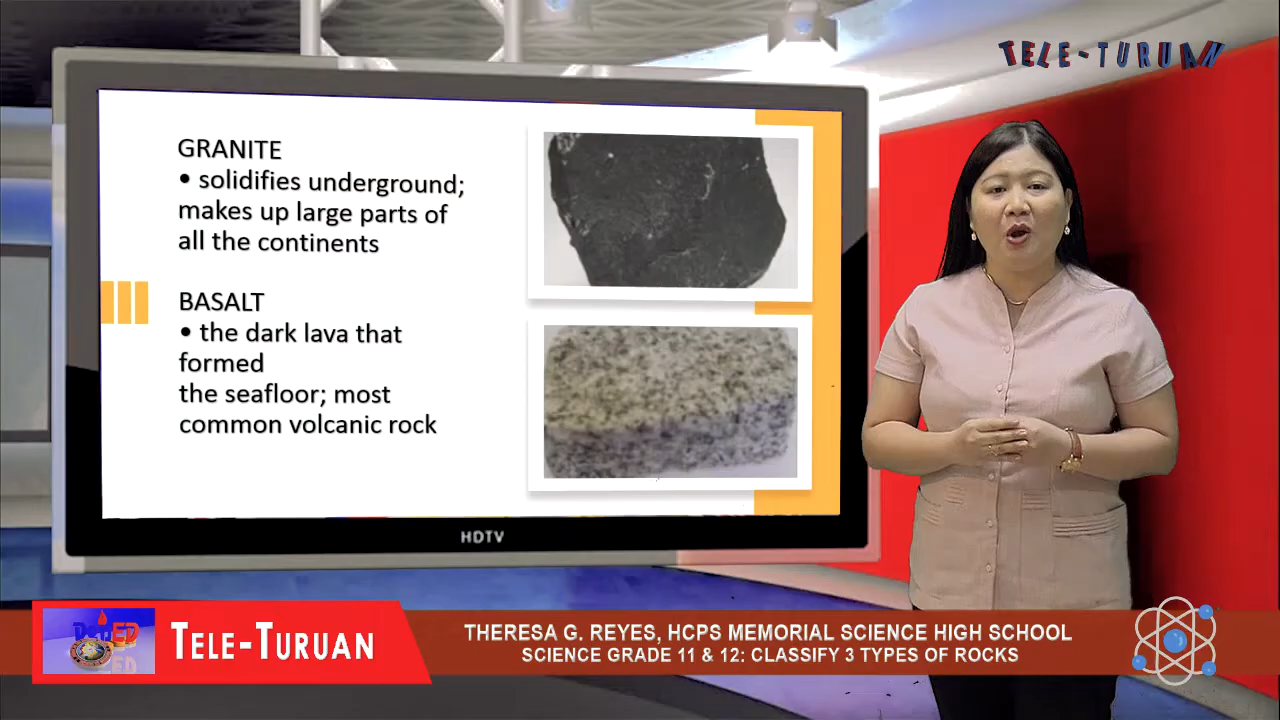 TELE-TURUAN
GRANITE
• solidifies underground;
makes up large parts of
all the continents
BASALT
• the dark lava that
formed
the seafloor; most
common volcanic rock
HDTV
DepED
TELE-TURUAN
THERESA G. REYES, HCPS MEMORIAL SCIENCE HIGH SCHOOL
SCIENCE GRADE 11 & 12: CLASSIFY 3 TYPES OF ROCKS